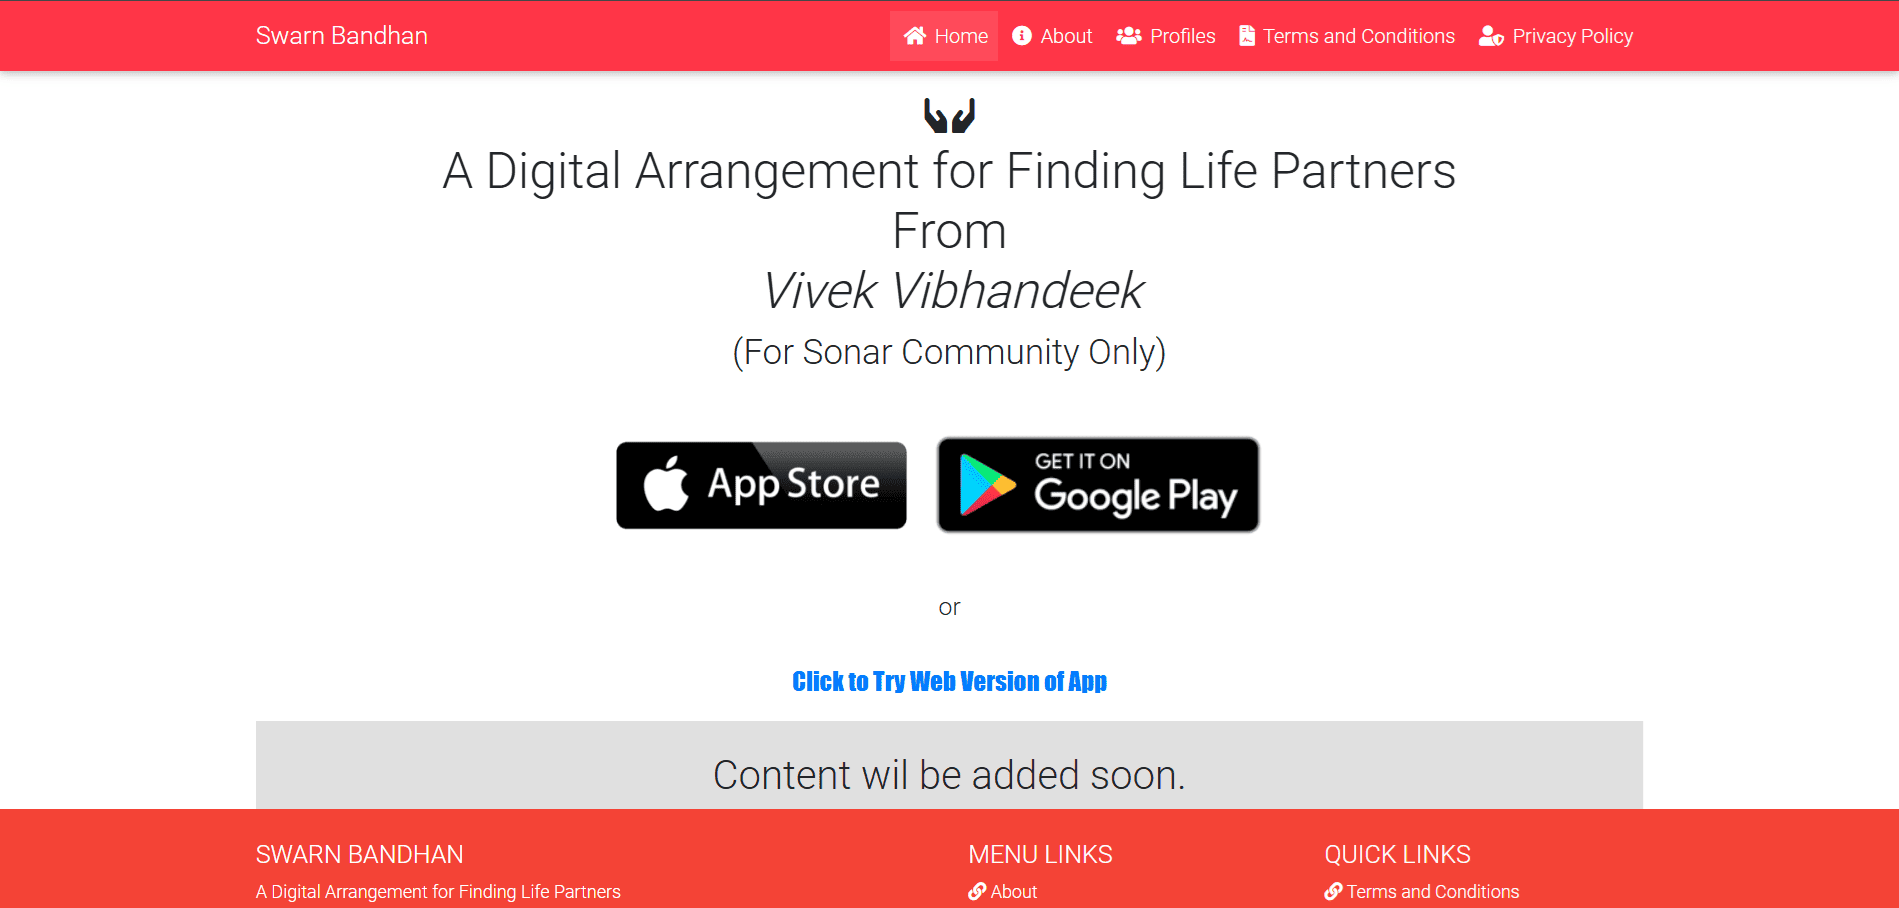 Swarn Bandhan
Home About Profiles Terms and Conditions Privacy Policy
A Digital Arrangement for Finding Life Partners
From
Vivek Vibhandeek
(For Sonar Community Only)
App Store
GET IT ON
Google Play
or
Click to Try Web Version of App
Content wil be added soon.
SWARN BANDHAN
A Digital Arrangement for Finding Life Partners
MENU LINKS
About
QUICK LINKS
Terms and Conditions